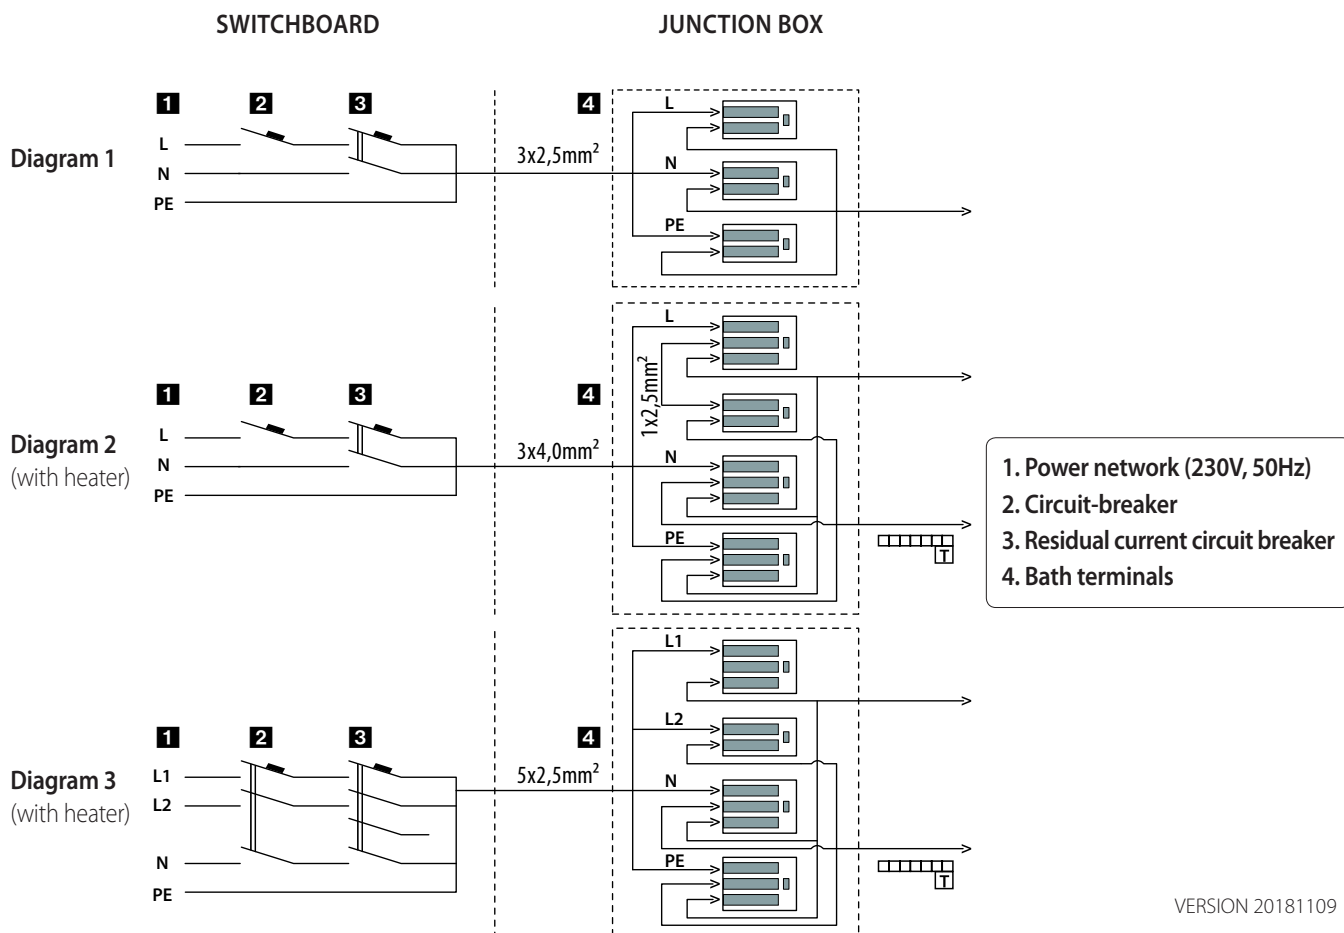 SWITCHBOARD
JUNCTION BOX
Diagram 1
1
2
3
4
L
N
PE
3x2,5mm²
L
N
PE
Diagram 2
(with heater)
1
2
3
4
L
N
PE
3x4,0mm²
1x2,5mm²
L
N
PE
T
1. Power network (230V, 50Hz)
2. Circuit-breaker
3. Residual current circuit breaker
4. Bath terminals
Diagram 3
(with heater)
1
2
3
4
L1
L2
N
PE
5x2,5mm²
L1
L2
N
PE
T
VERSION 20181109